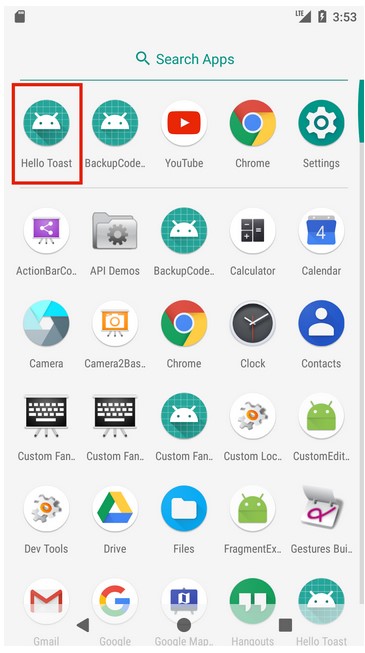 LTE 3:53
Search Apps
Hello Toast BackupCode.. YouTube Chrome Settings
4
ActionBarCo.. API Demos BackupCode.. Calculator Calendar
Camera Camera2Bas.. Chrome Clock Contacts
Custom Fan.. Custom Fan.. Custom Fan.. Custom Loc.. CustomEdit..
Dev Tools Drive Files FragmentEx.. Gestures Bui..
Gmail Google Google Map.. Hangouts Hello Toast